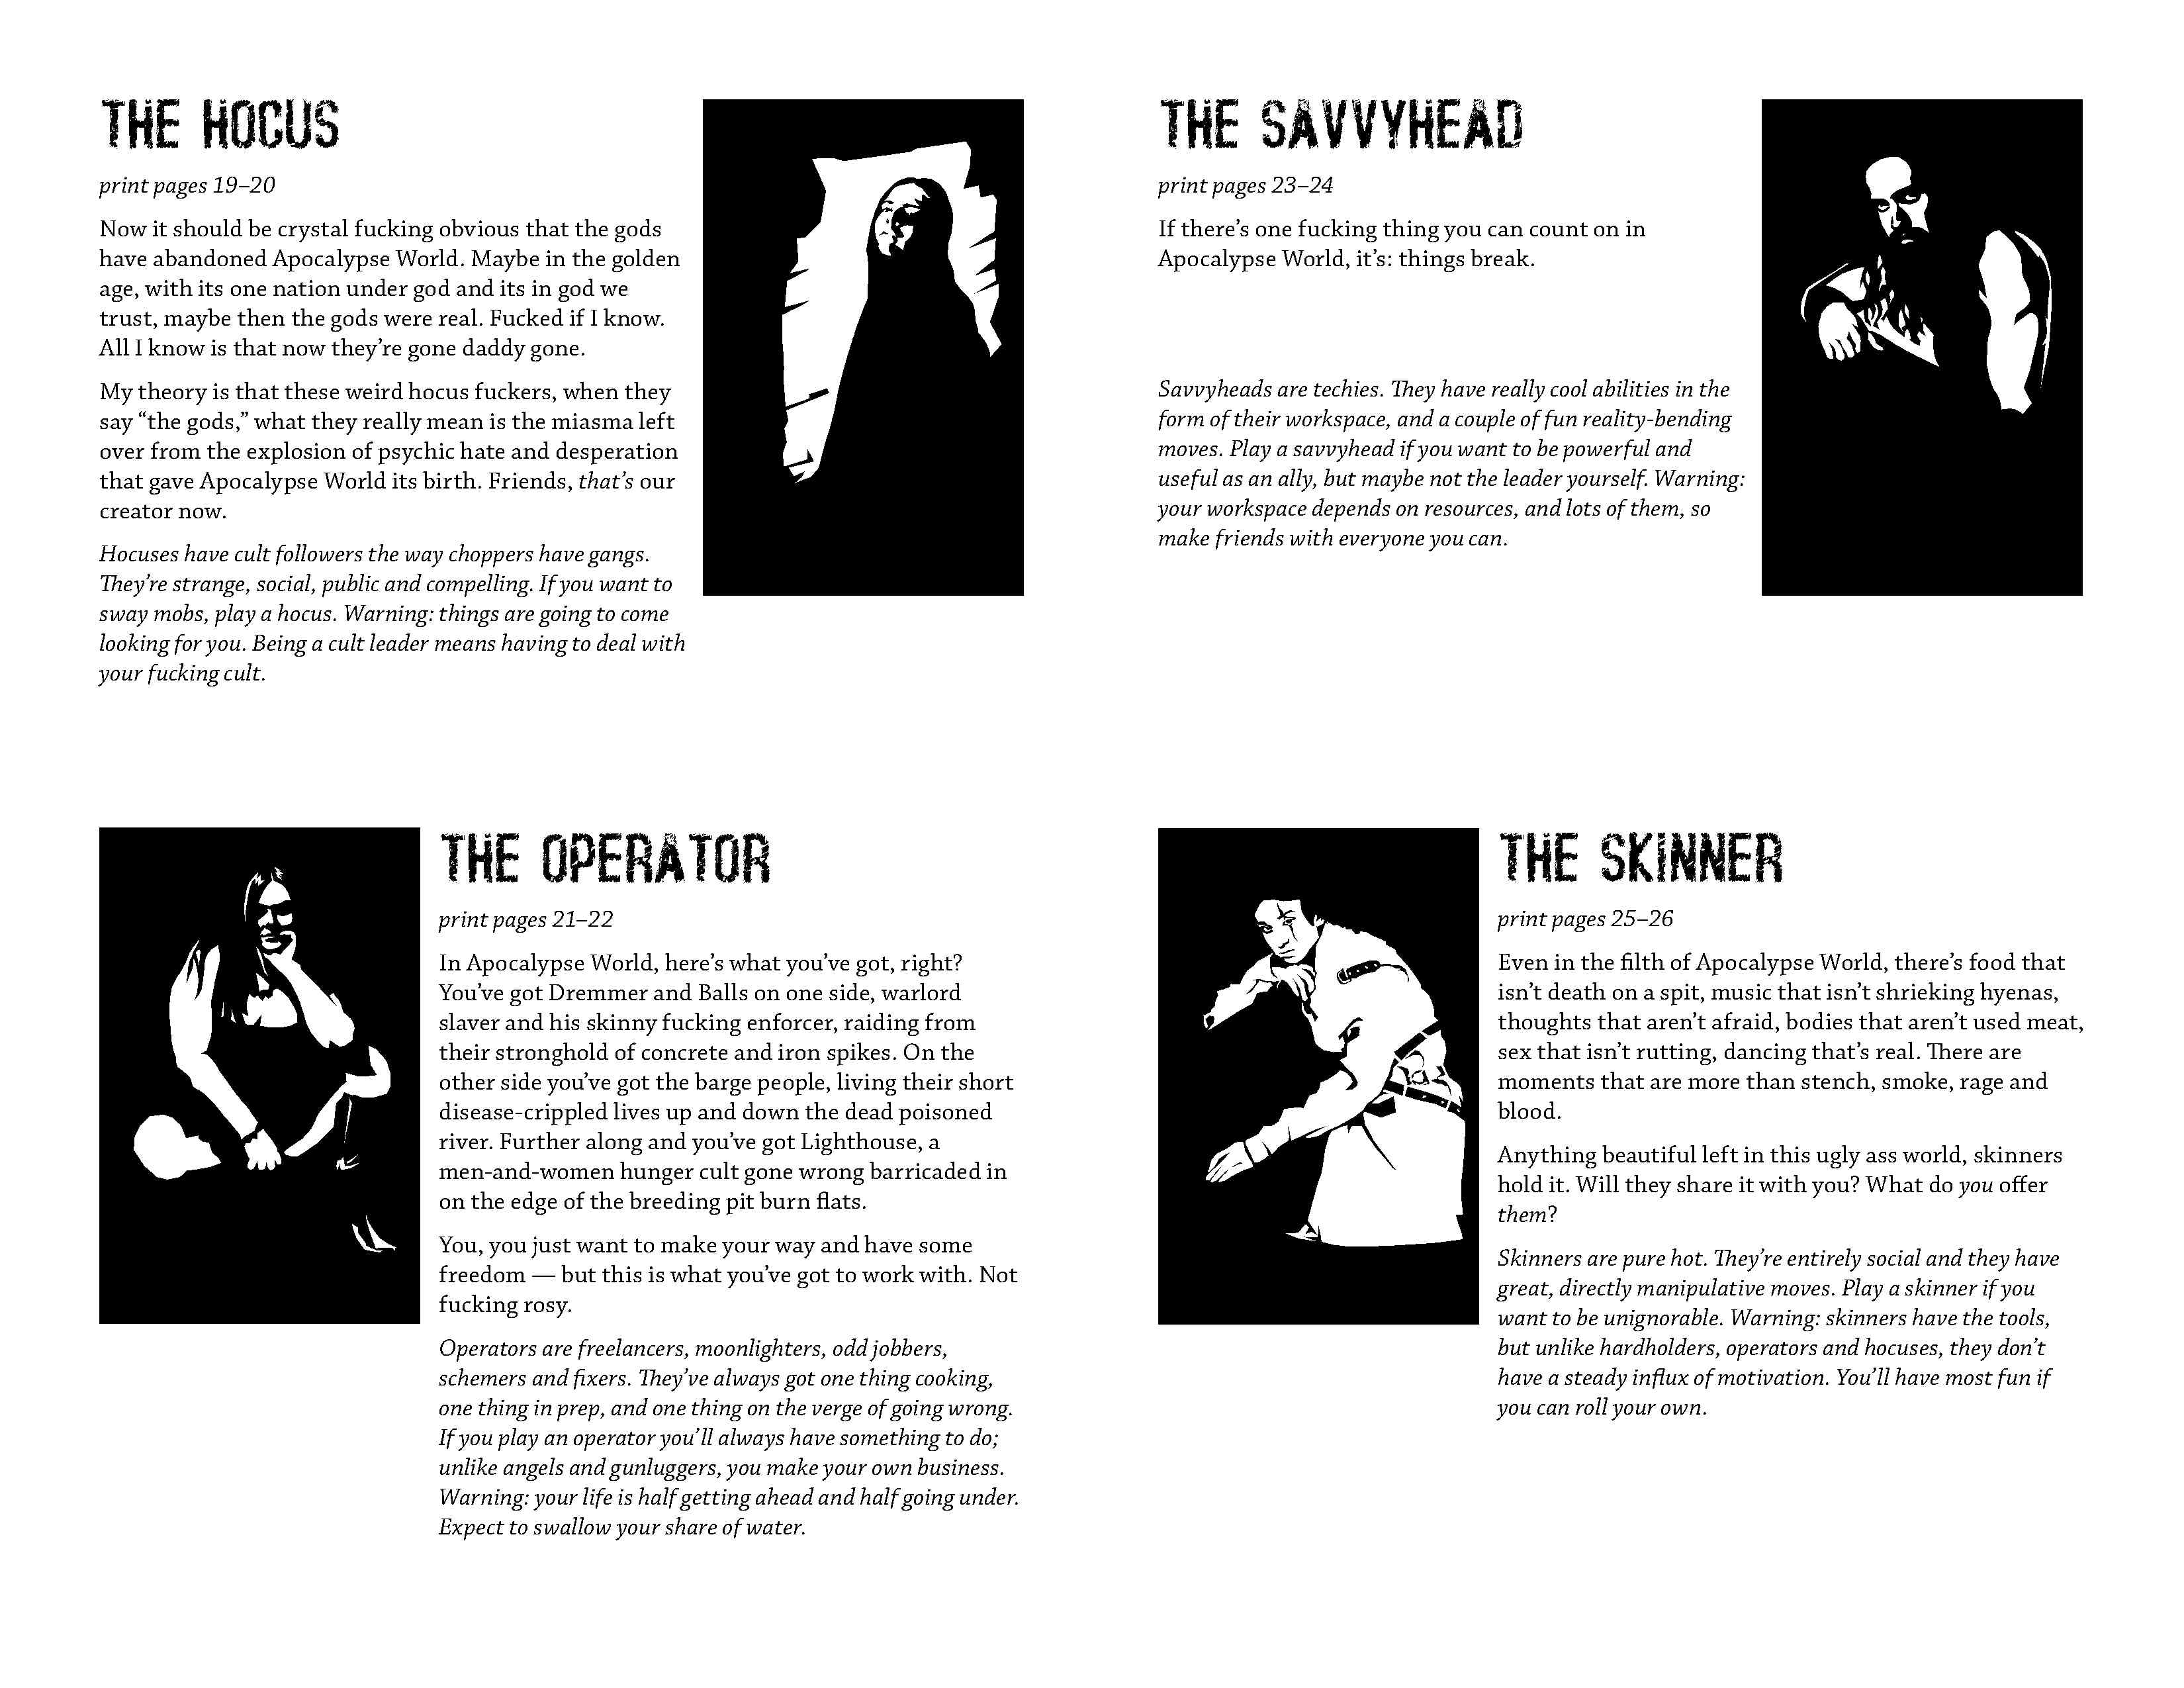 THE HOCUS
print pages 19–20
Now it should be crystal fucking obvious that the gods
have abandoned Apocalypse World. Maybe in the golden
age, with its one nation under god and its in god we
trust, maybe then the gods were real. Fucked if I know.
All I know is that now they’re gone daddy gone.
My theory is that these weird hocus fuckers, when they
say “the gods,” what they really mean is the miasma left
over from the explosion of psychic hate and desperation
that gave Apocalypse World its birth. Friends, that’s our
creator now.
Hocuses have cult followers the way choppers have gangs.
They’re strange, social, public and compelling. If you want to
sway mobs, play a hocus. Warning: things are going to come
looking for you. Being a cult leader means having to deal with
your fucking cult.
THE OPERATOR
print pages 21–22
In Apocalypse World, here’s what you’ve got, right?
You’ve got Dremmer and Balls on one side, warlord
slaver and his skinny fucking enforcer, raiding from
their stronghold of concrete and iron spikes. On the
other side you’ve got the barge people, living their short
disease-crippled lives up and down the dead poisoned
river. Further along and you’ve got Lighthouse, a
men-and-women hunger cult gone wrong barricaded in
on the edge of the breeding pit burn flats.
You, you just want to make your way and have some
freedom — but this is what you’ve got to work with. Not
fucking rosy.
Operators are freelancers, moonlighters, odd jobbers,
schemers and fixers. They’ve always got one thing cooking,
one thing in prep, and one thing on the verge of going wrong.
If you play an operator you’ll always have something to do;
unlike angels and gunluggers, you make your own business.
Warning: your life is half getting ahead and half going under.
Expect to swallow your share of water.
THE SAVVYHEAD
print pages 23–24
If there’s one fucking thing you can count on in
Apocalypse World, it’s: things break.
Savvyheads are techies. They have really cool abilities in the
form of their workspace, and a couple of fun reality-bending
moves. Play a savvyhead if you want to be powerful and
useful as an ally, but maybe not the leader yourself. Warning:
your workspace depends on resources, and lots of them, so
make friends with everyone you can.
THE SKINNER
print pages 25–26
Even in the filth of Apocalypse World, there’s food that
isn’t death on a spit, music that isn’t shrieking hyenas,
thoughts that aren’t afraid, bodies that aren’t used meat,
sex that isn’t rutting, dancing that’s real. There are
moments that are more than stench, smoke, rage and
blood.
Anything beautiful left in this ugly ass world, skinners
hold it. Will they share it with you? What do you offer
them?
Skinners are pure hot. They’re entirely social and they have
great, directly manipulative moves. Play a skinner if you
want to be unignorable. Warning: skinners have the tools,
but unlike hardholders, operators and hocuses, they don’t
have a steady influx of motivation. You’ll have most fun if
you can roll your own.